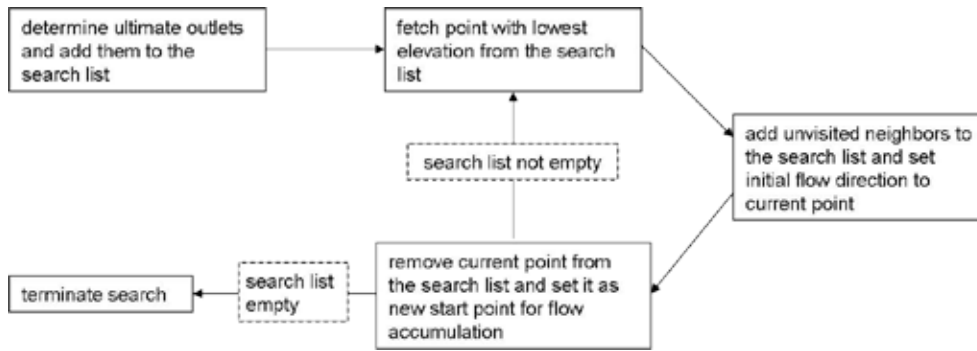 determine ultimate outlets
and add them to the
search list
fetch point with lowest
elevation from the search
list
add unvisited neighbors to
the search list and set
initial flow direction to
current point
search list not empty
remove current point from
the search list and set it as
new start point for flow
accumulation
search list
empty
terminate search